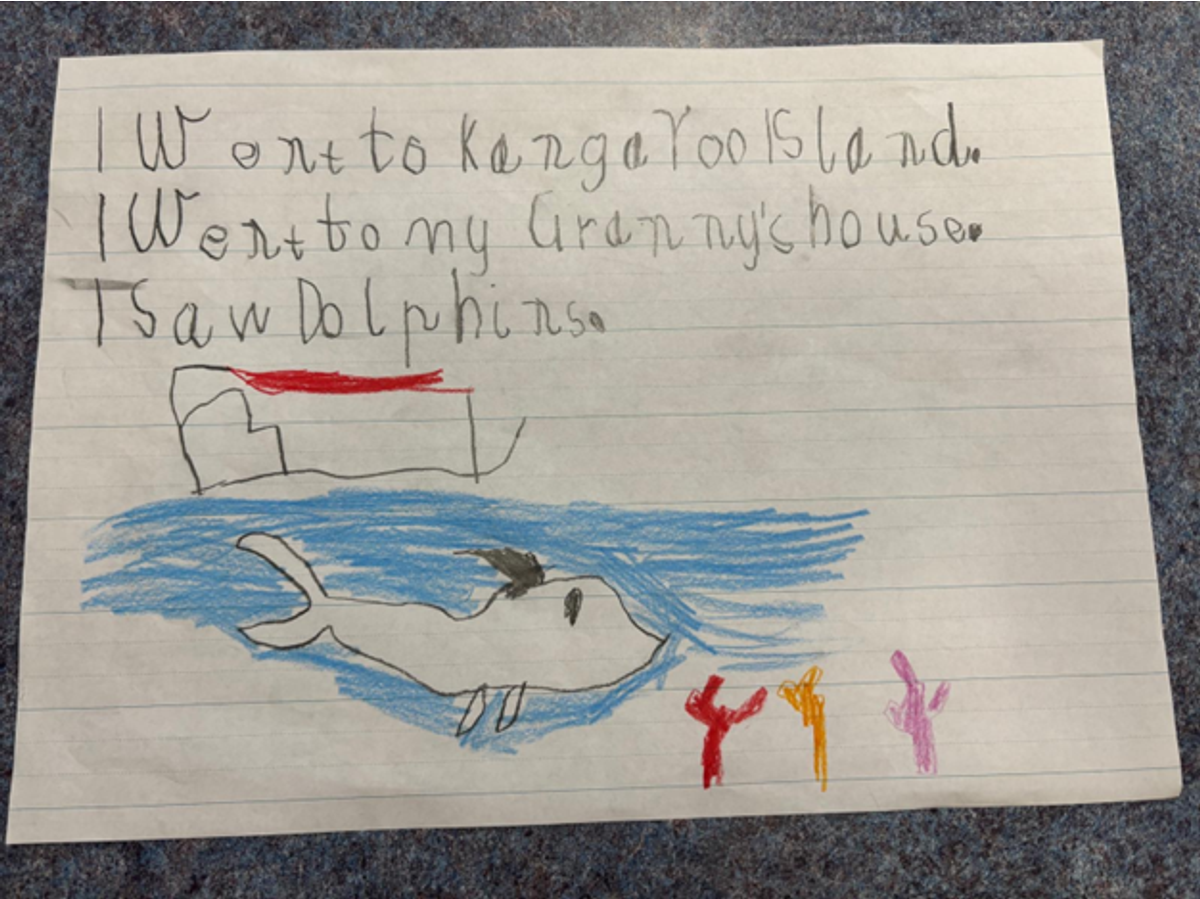 I Went to KangaRoo ISland.
I Went to my Granny's house.
I Saw Dolphins.